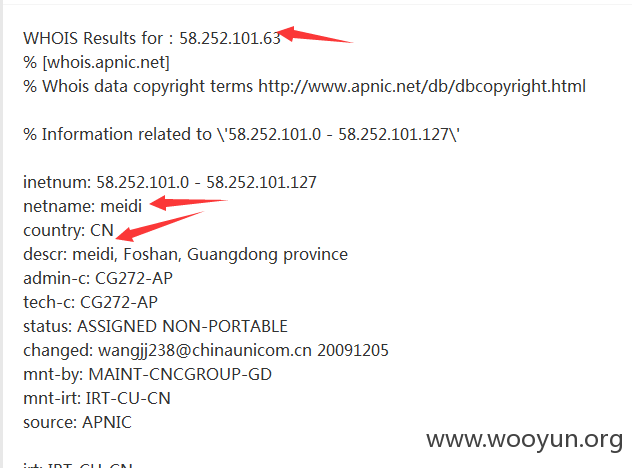 WHOIS Results for : 58.252.101.63
% [whois.apnic.net]
% Whois data copyright terms http://www.apnic.net/db/dbcopyright.html
% Information related to \'58.252.101.0 - 58.252.101.127\'
inetnum: 58.252.101.0 - 58.252.101.127
netname: meidi
country: CN
descr: meidi, Foshan, Guangdong province
admin-c: CG272-AP
tech-c: CG272-AP
status: ASSIGNED NON-PORTABLE
changed: wangjj238@chinaunicom.cn 20091205
mnt-by: MAINT-CNCGROUP-GD
mnt-irt: IRT-CU-CN
source: APNIC
www.wooyun.org
irt: IRT-CU-CN